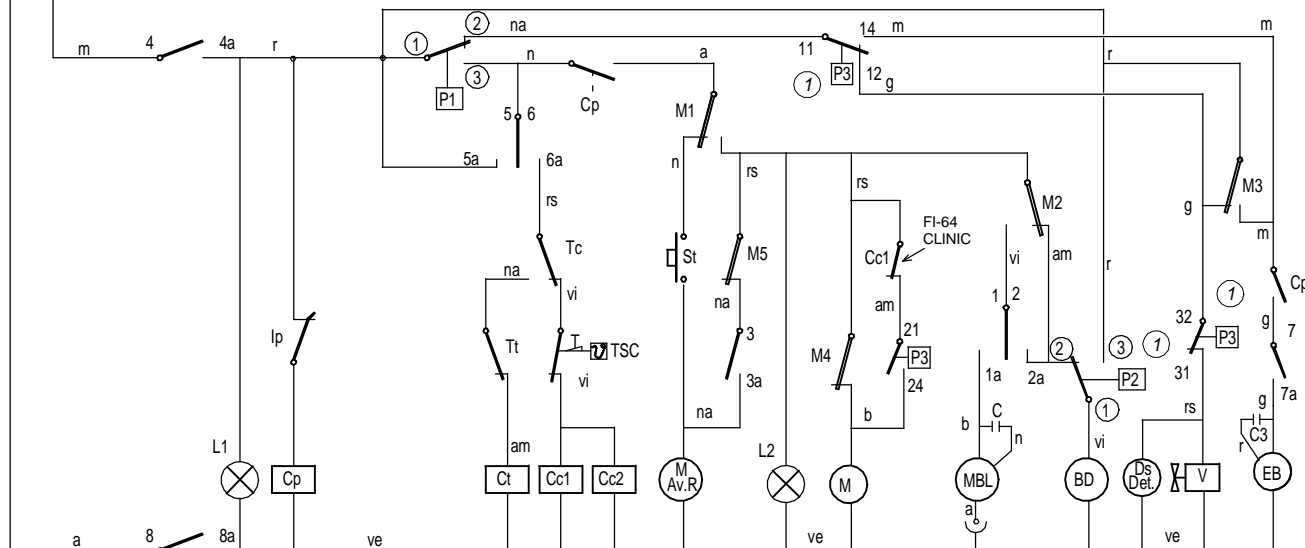 2 na 14 m m
m 4 4a r 1 n a 11 12 r
3 P3
P1 Cp 1 g
5 6 M1
5a 6a n rs rs M2 g M3
rs FI-64
CLINIC m
Tc St M5 Cc1 vi am
na vi na am 1 2 r 1 Cp
Ip T TSC 3 21 32 g 7
Tt M4 P3 2 3 1 P3
vi 3a 24 1a 2a P2 31 7a
na b 1 rs g
L1 am L2 b C n vi C3
r
Cp Ct Cc1 Cc2 M
Av.R M MBL BD Ds
Det. V EB
a
a 8 8a ve ve ve